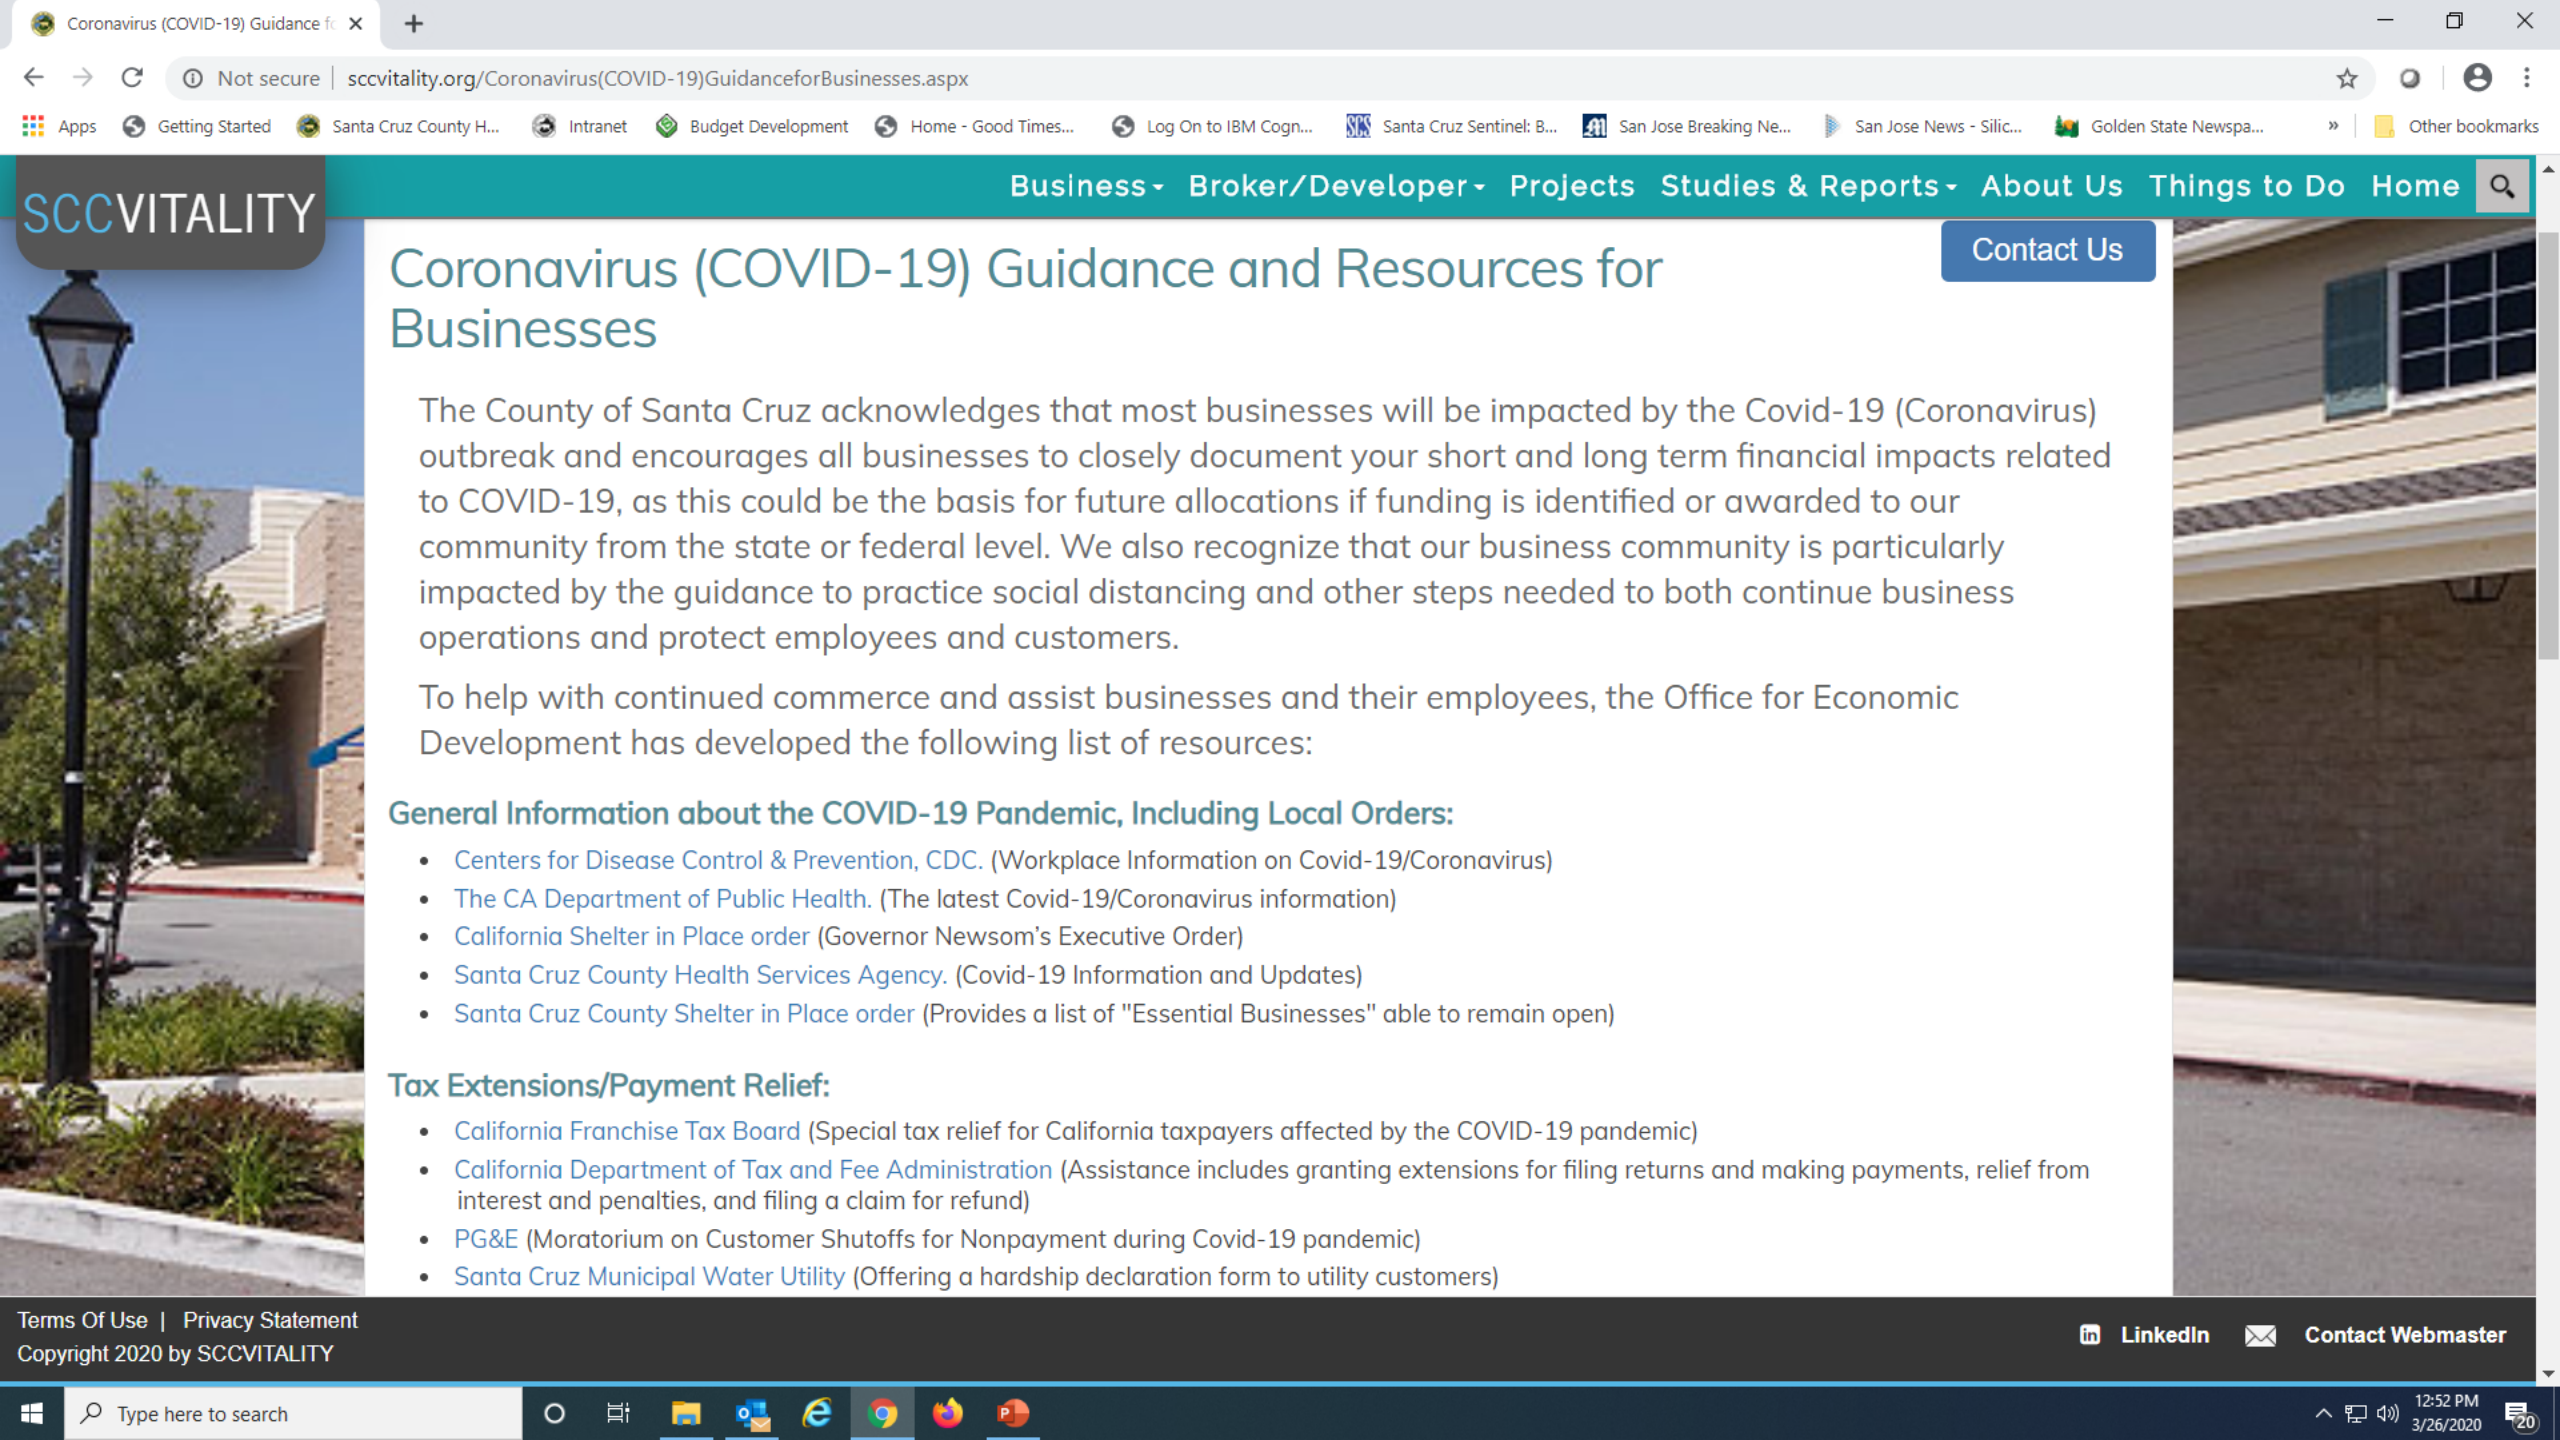 Coronavirus (COVID-19) Guidance fo
Not secure
sccvitality.org/Coronavirus(COVID-19)GuidanceforBusinesses.aspx
Apps
Getting Started
Santa Cruz County H...
Intranet
Budget Development
Home - Good Times...
Log On to IBM Cogn...
SCS
Santa Cruz Sentinel: B...
San Jose Breaking Ne...
San Jose News - Silic...
Golden State Newspa...
»
Other bookmarks
SCCVITALITY
Business
Broker/Developer
Projects
Studies & Reports
About Us
Things to Do
Home
Contact Us
Coronavirus (COVID-19) Guidance and Resources for
Businesses
The County of Santa Cruz acknowledges that most businesses will be impacted by the Covid-19 (Coronavirus)
outbreak and encourages all businesses to closely document your short and long term financial impacts related
to COVID-19, as this could be the basis for future allocations if funding is identified or awarded to our
community from the state or federal level. We also recognize that our business community is particularly
impacted by the guidance to practice social distancing and other steps needed to both continue business
operations and protect employees and customers.
To help with continued commerce and assist businesses and their employees, the Office for Economic
Development has developed the following list of resources:
General Information about the COVID-19 Pandemic, Including Local Orders:
• Centers for Disease Control & Prevention, CDC. (Workplace Information on Covid-19/Coronavirus)
• The CA Department of Public Health. (The latest Covid-19/Coronavirus information)
• California Shelter in Place order (Governor Newsom’s Executive Order)
• Santa Cruz County Health Services Agency. (Covid-19 Information and Updates)
• Santa Cruz County Shelter in Place order (Provides a list of "Essential Businesses" able to remain open)
Tax Extensions/Payment Relief:
• California Franchise Tax Board (Special tax relief for California taxpayers affected by the COVID-19 pandemic)
• California Department of Tax and Fee Administration (Assistance includes granting extensions for filing returns and making payments, relief from
interest and penalties, and filing a claim for refund)
• PG&E (Moratorium on Customer Shutoffs for Nonpayment during Covid-19 pandemic)
• Santa Cruz Municipal Water Utility (Offering a hardship declaration form to utility customers)
Terms Of Use | Privacy Statement
Copyright 2020 by SCCVITALITY
in LinkedIn
Contact Webmaster
Type here to search
12:52 PM
3/26/2020
20